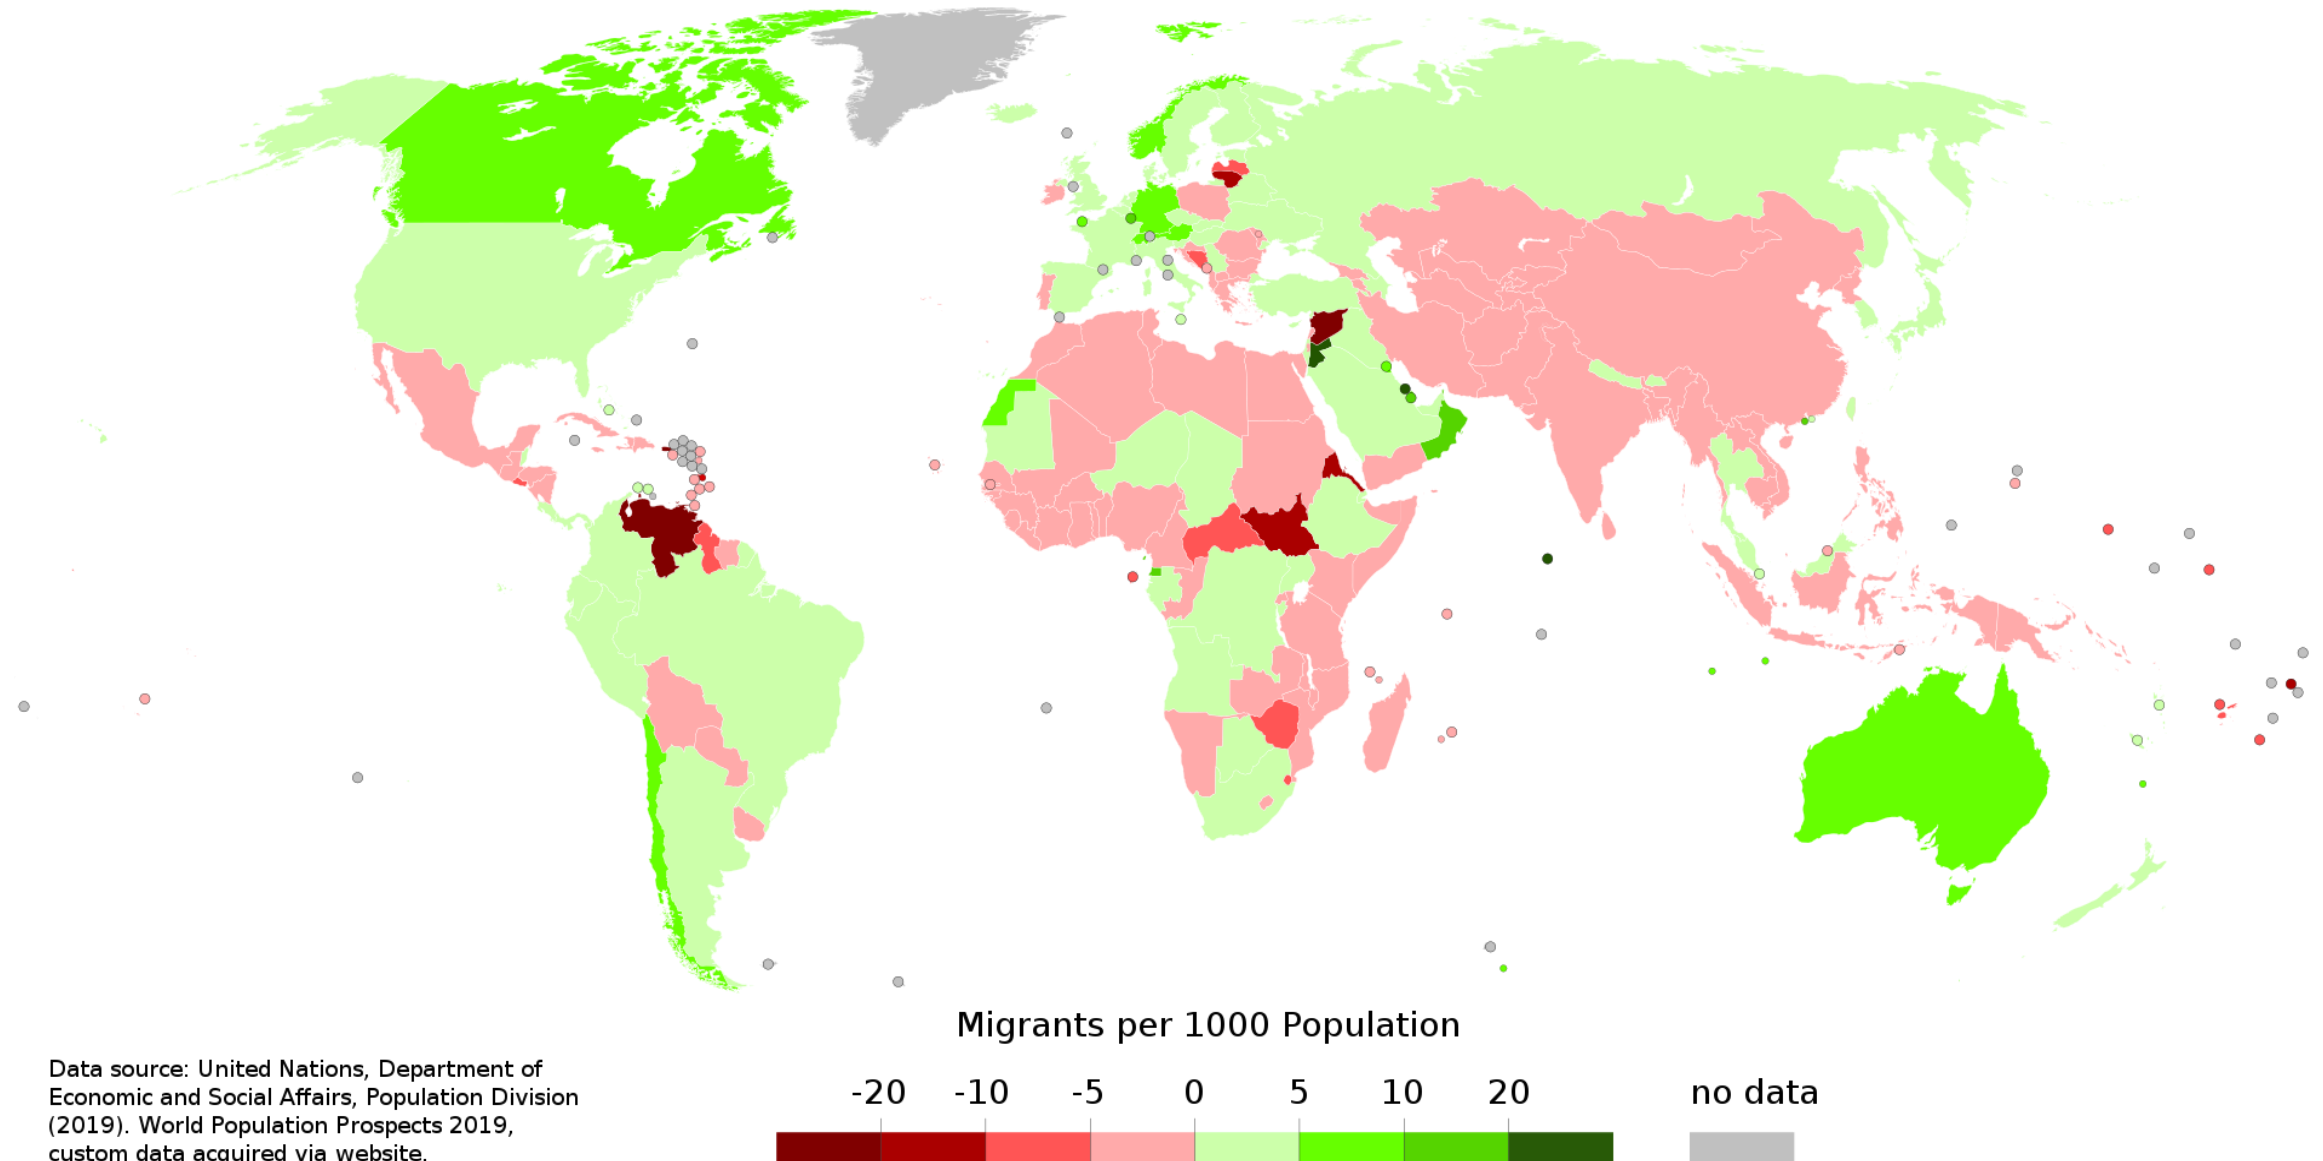 Migrants per 1000 Population
Data source: United Nations, Department of
Economic and Social Affairs, Population Division
(2019). World Population Prospects 2019,
custom data acquired via website.
-20 -10 -5 0 5 10 20 no data